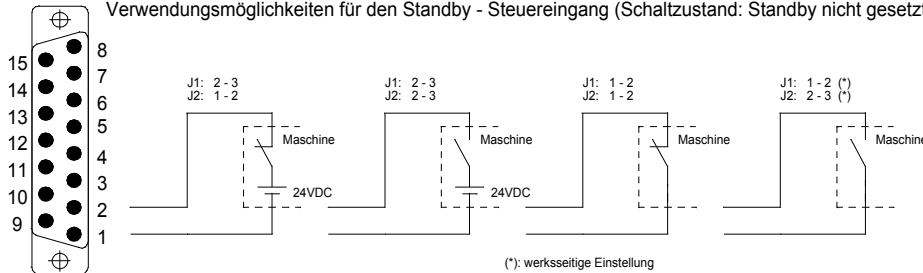 Verwendungsmöglichkeiten für den Standby - Steuereingang (Schaltzustand: Standby nicht gesetzt
15
14
13
12
11
10
9
8
7
6
5
4
3
2
1
J1: 2 - 3
J2: 1 - 2
Maschine
24VDC
J1: 2 - 3
J2: 2 - 3
Maschine
24VDC
J1: 1 - 2
J2: 1 - 2
Maschine
J1: 1 - 2 (*)
J2: 2 - 3 (*)
Maschine
(*): werksseitige Einstellung